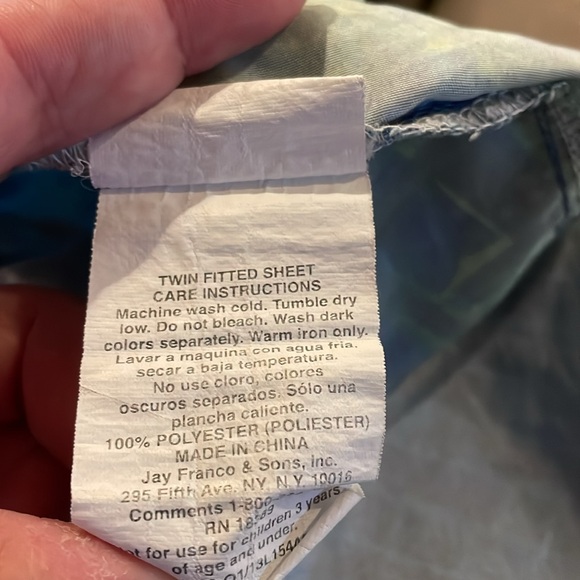 TWIN FITTED SHEET
CARE INSTRUCTIONS
Machine wash cold. Tumble dry
low. Do not bleach. Wash dark
colors separately. Warm iron only.
Lavar a maquina con agua fria.
secar a baja temperatura.
No use cloro, colores
oscuros separados. Sólo una
plancha caliente.
100% POLYESTER (POLIESTER)
MADE IN CHINA
Jay Franco & Sons, Inc.
295 Fifth Ave. NY, N.Y. 10016
Comments 1-800-
RN
for use for children 3 years
of age and under.